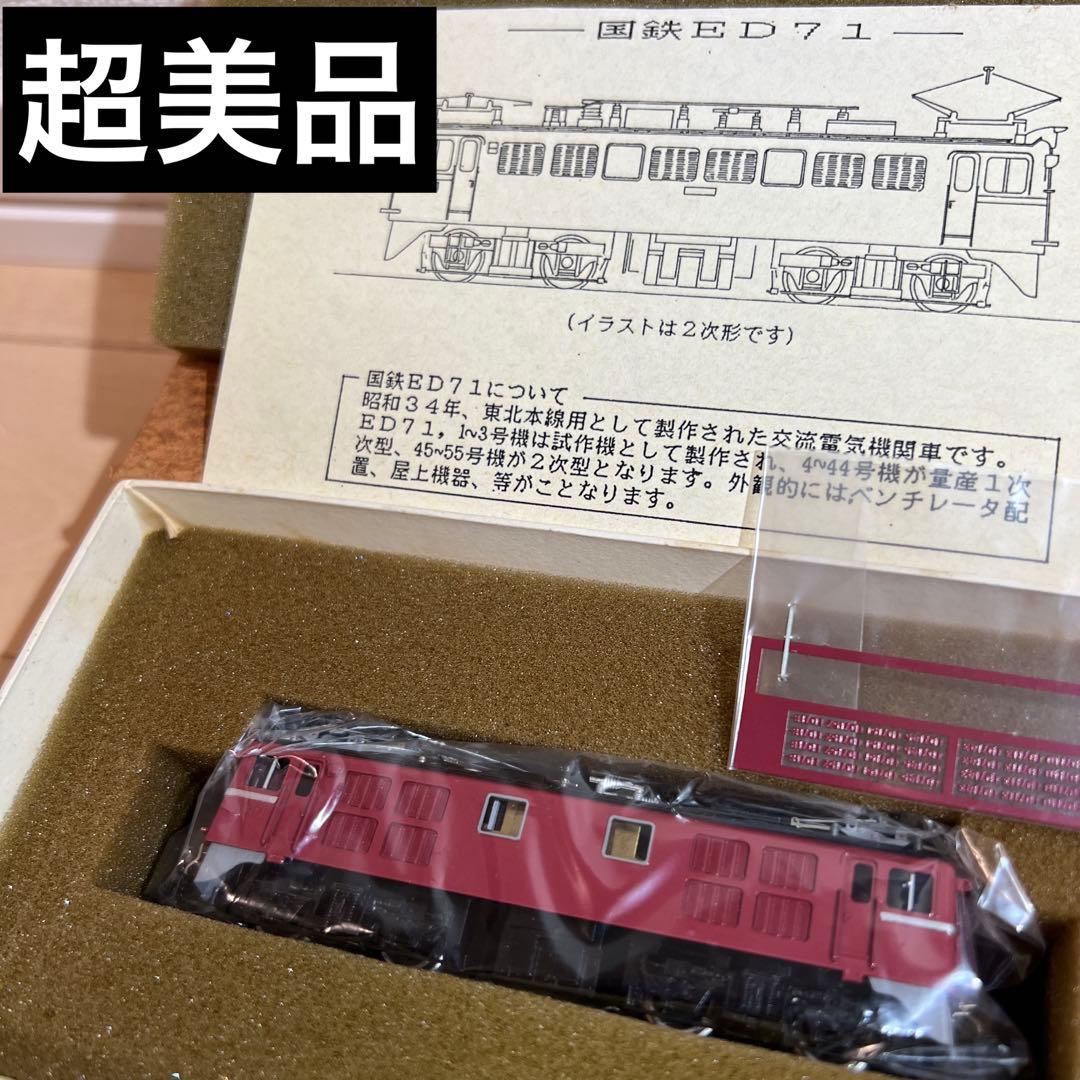 超美品
国鉄ED71
(イラストは2次形です)
国鉄ED71について
昭和34年、東北本線用として製作された交流電気機関車です。
ED71，1~3号機は試作機として製作され、4~44号機が量産1次
次型、45~55号機が2次型となります。外観的にはベンチレータ配
置、屋上機器、等がことなります。